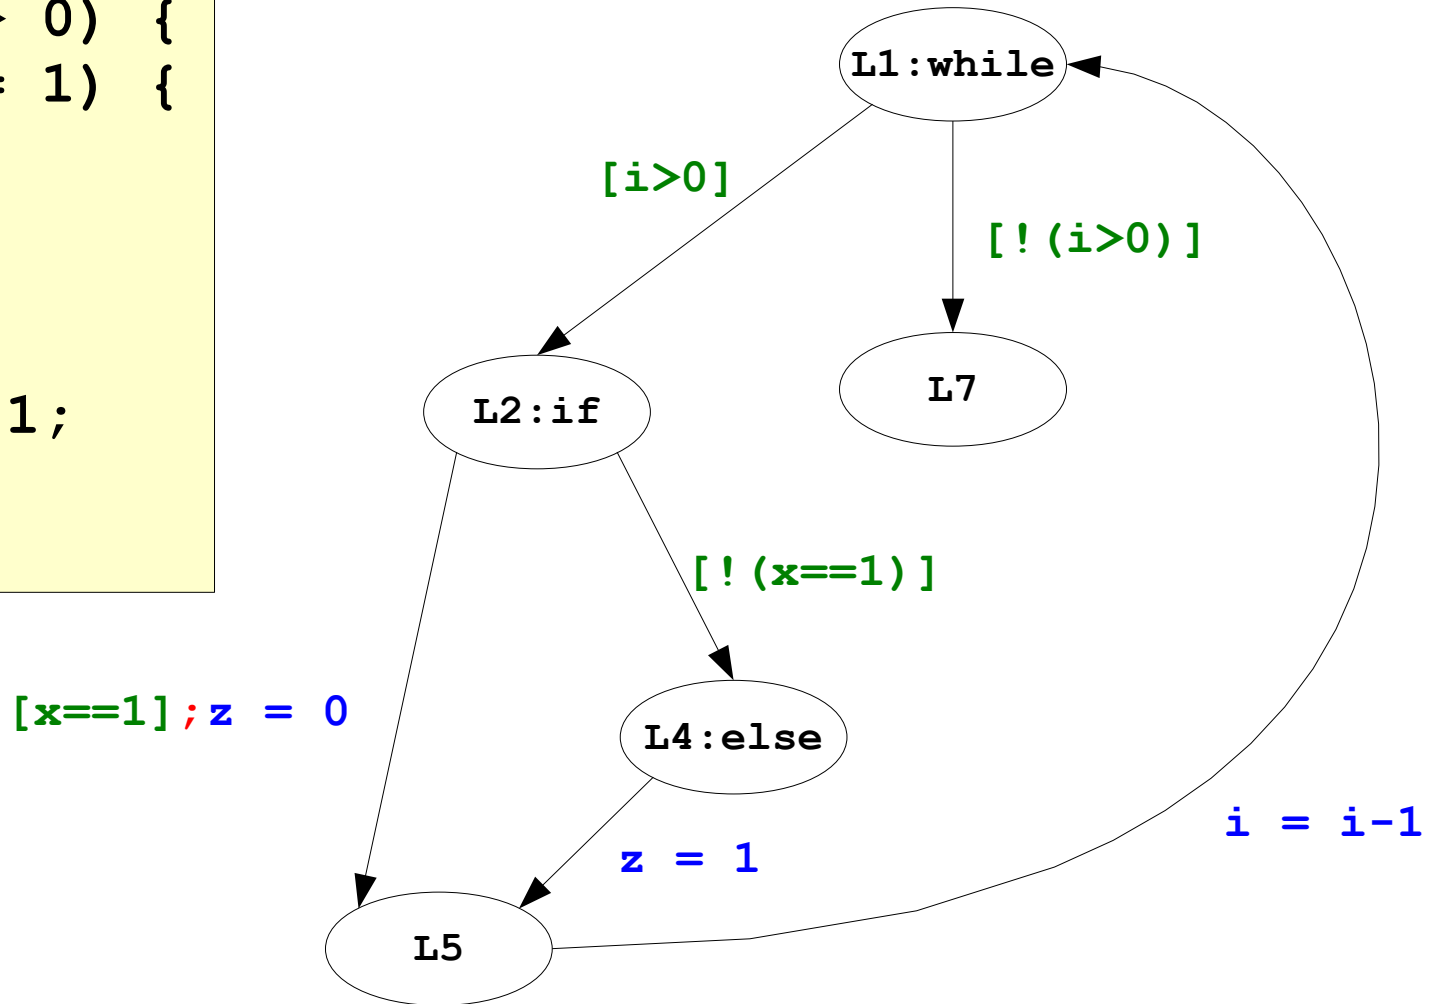 > 0) {
= 1) {
1;
L1:while
[i>0]
[!(i>0)]
L2:if
L7
[!(x==1)]
[x==1];z = 0
L4:else
i = i-1
z = 1
L5